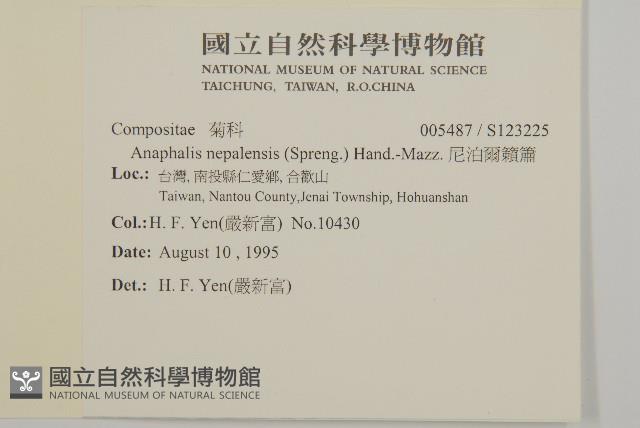 國立自然科學博物館
NATIONAL MUSEUM OF NATURAL SCIENCE
TAICHUNG, TAIWAN, R.O.CHINA
Compositae 菊科 005487 / S123225
Anaphalis nepalensis (Spreng.) Hand.-Mazz. 尼泊爾籟簫
Loc.: 台灣, 南投縣仁愛鄉, 合歡山
Taiwan, Nantou County,Jenai Township, Hohuanshan
Col.: H. F. Yen(嚴新富) No.10430
Date: August 10 , 1995
Det.: H. F. Yen(嚴新富)
國立自然科學博物館
NATIONAL MUSEUM OF NATURAL SCIENCE